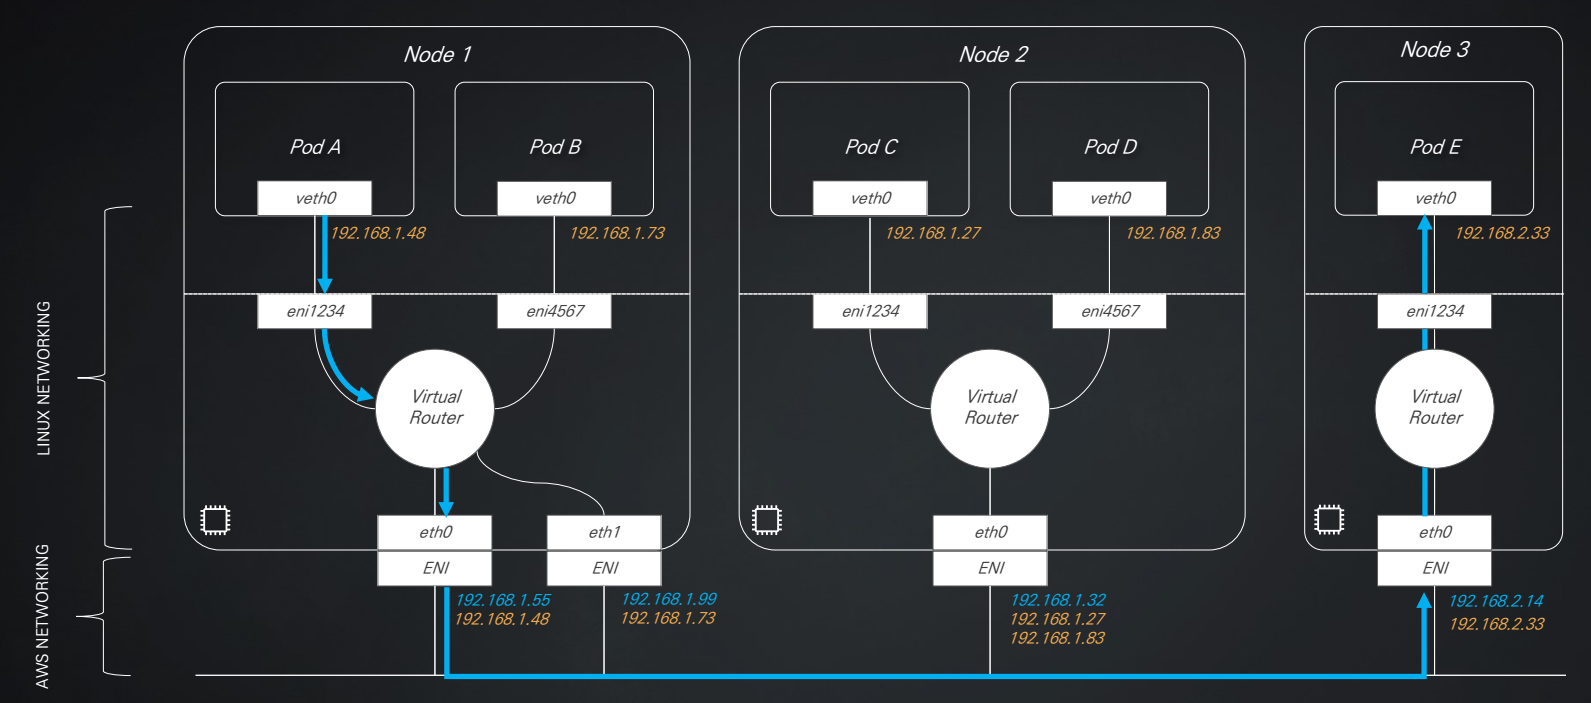 Node 1
Pod A
veth0
192.168.1.48
Pod B
veth0
192.168.1.73
eni1234
eni4567
Virtual
Router
eth0
ENI
192.168.1.55
192.168.1.48
eth1
ENI
192.168.1.99
192.168.1.73
Node 2
Pod C
veth0
192.168.1.27
Pod D
veth0
192.168.1.83
eni1234
eni4567
Virtual
Router
eth0
ENI
192.168.1.32
192.168.1.27
192.168.1.83
Node 3
Pod E
veth0
192.168.2.33
eni1234
Virtual
Router
eth0
ENI
192.168.2.14
192.168.2.33
LINUX NETWORKING
AWS NETWORKING